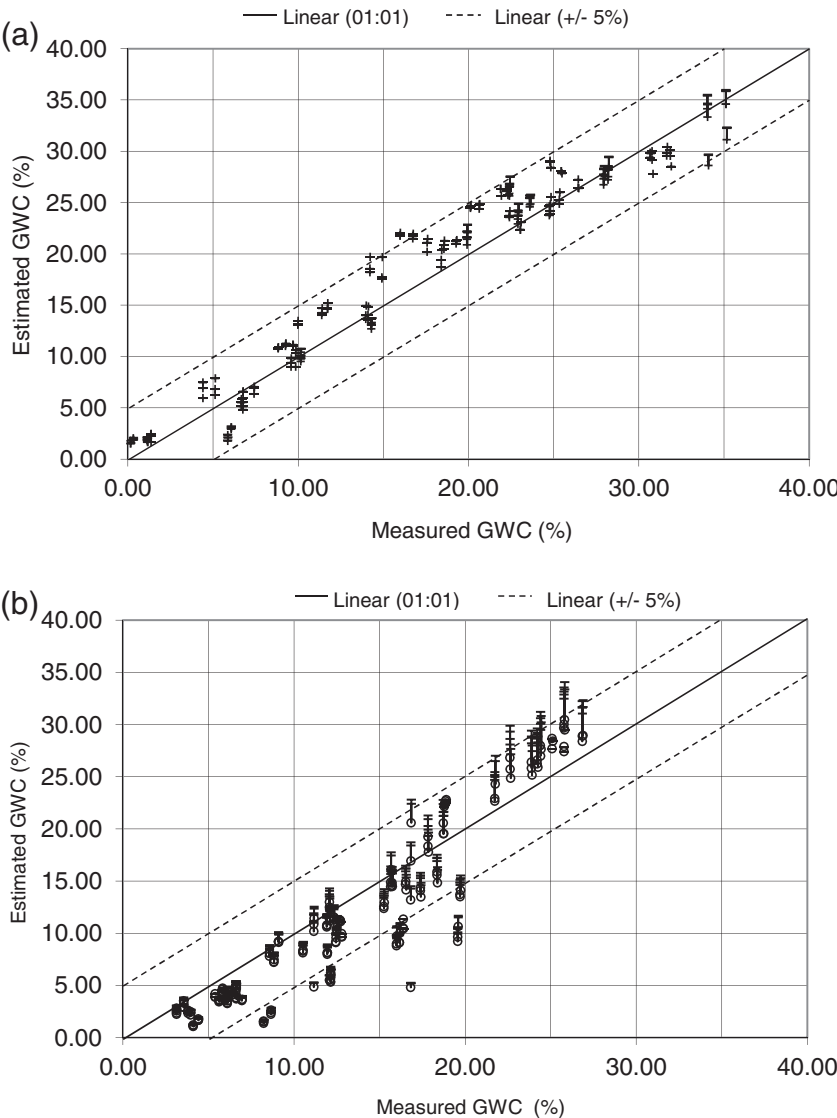 (a)
Linear (01:01) Linear (+/- 5%)
40.00
35.00
30.00
25.00
20.00
15.00
10.00
5.00
0.00
Estimated GWC (%)
0.00 10.00 20.00 30.00 40.00
Measured GWC (%)
(b)
Linear (01:01) Linear (+/- 5%)
40.00
35.00
30.00
25.00
20.00
15.00
10.00
5.00
0.00
Estimated GWC (%)
0.00 10.00 20.00 30.00 40.00
Measured GWC (%)